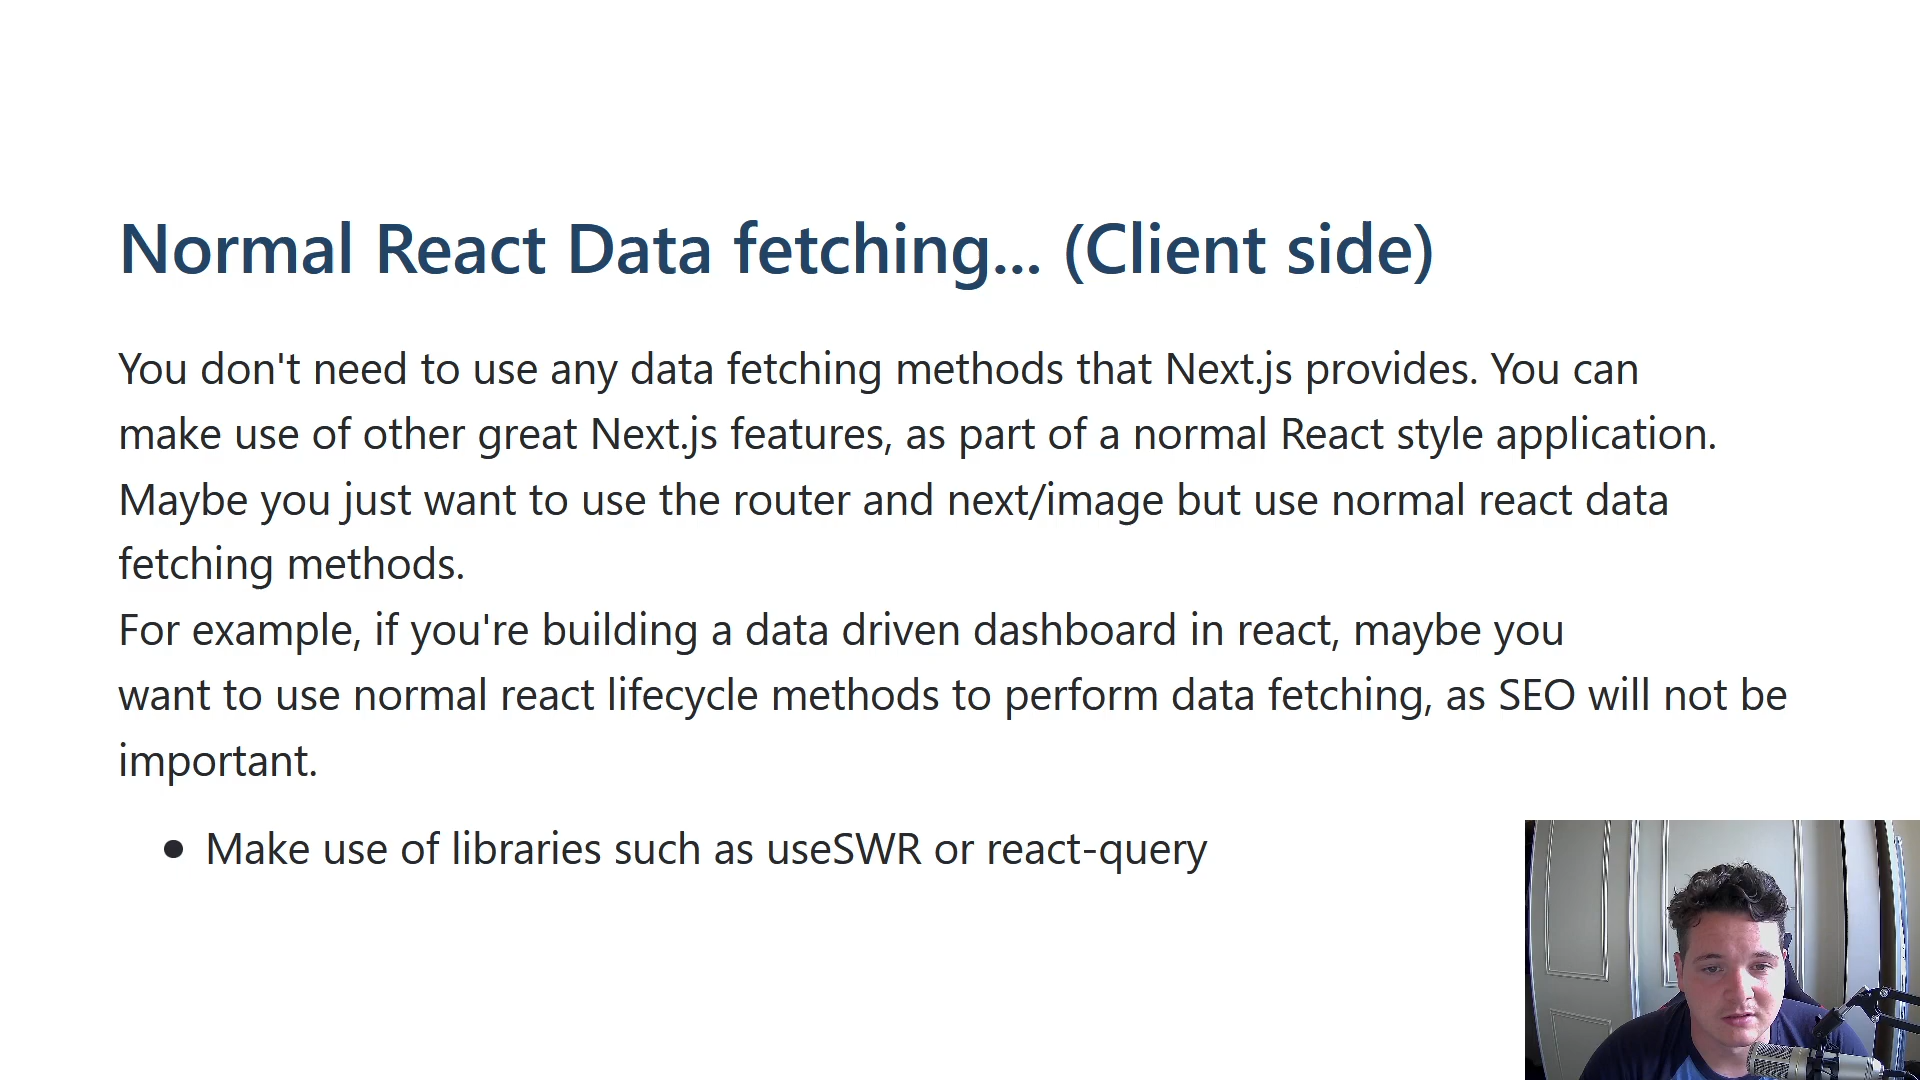 Normal React Data fetching... (Client side)
You don't need to use any data fetching methods that Next.js provides. You can
make use of other great Next.js features, as part of a normal React style application.
Maybe you just want to use the router and next/image but use normal react data
fetching methods.
For example, if you're building a data driven dashboard in react, maybe you
want to use normal react lifecycle methods to perform data fetching, as SEO will not be
important.
• Make use of libraries such as useSWR or react-query